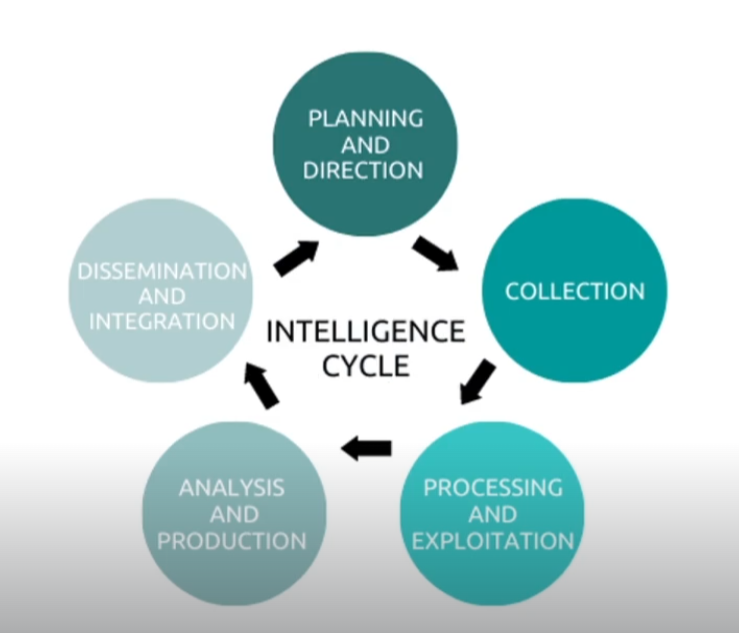 PLANNING
AND
DIRECTION
COLLECTION
PROCESSING
AND
EXPLOITATION
ANALYSIS
AND
PRODUCTION
DISSEMINATION
AND
INTEGRATION
INTELLIGENCE
CYCLE